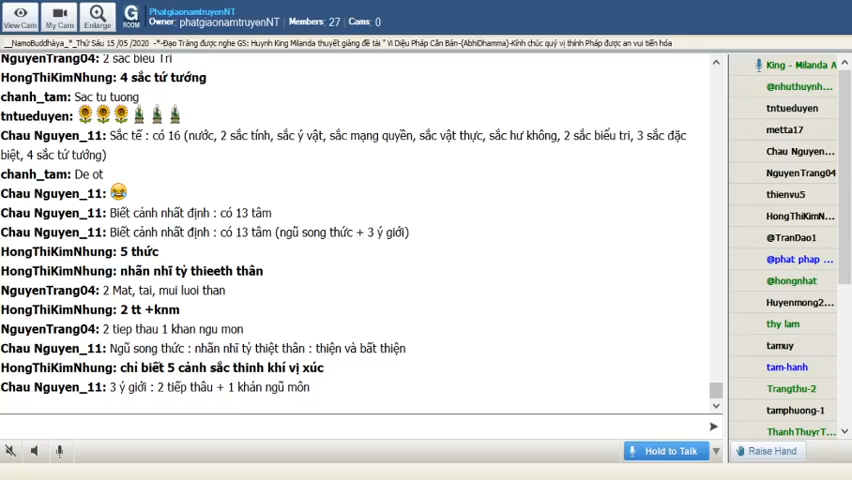 Phatgiaonamtruyen​NT
Owner: phatgiaonamtruyenNT Members: 27 Cams: 0
View Cam
My Cam
Enlarge
G
ROOM
__NamoBuddhàya_*_Thứ Sáu 15 /05 /2020 -*-Đạo Tràng được nghe GS: Huynh King Milanda thuyết giảng đề tài " Vi Diệu Pháp Căn Bản-(AbhiDhamma)-Kính chúc quý vị thính Pháp được an vui tiến hóa
NguyenTrang04: 2 sac bieu Tri
HongThiKimNhung: 4 sắc tứ tướng
chanh_tam: Sac tu tuong
tntueduyen:
Chau Nguyen_11: Sắc tế : có 16 (nước, 2 sắc tính, sắc ý vật, sắc mạng quyền, sắc vật thực, sắc hư không, 2 sắc biểu tri, 3 sắc đặc
biệt, 4 sắc tứ tướng)
chanh_tam: De ot
Chau Nguyen_11:
Chau Nguyen_11: Biết cảnh nhất định : có 13 tâm
Chau Nguyen_11: Biết cảnh nhất định : có 13 tâm (ngũ song thức + 3 ý giới)
HongThiKimNhung: 5 thức
HongThiKimNhung: nhãn nhĩ tỷ thieeth thân
NguyenTrang04: 2 Mat, tai, mui luoi than
HongThiKimNhung: 2 tt +knm
NguyenTrang04: 2 tiep thau 1 khan ngu mon
Chau Nguyen_11: Ngũ song thức : nhãn nhĩ tỷ thiệt thân : thiện và bất thiện
HongThiKimNhung: chỉ biết 5 cảnh sắc thinh khí vị xúc
Chau Nguyen_11: 3 ý giới : 2 tiếp thâu + 1 khán ngũ môn
King - Milanda A
@nhuthuynh...
tntueduyen
metta17
Chau Nguyen...
NguyenTrang04
thienvu5
HongThiKimN...
@TranDao1
@phat phap ...
@hongnhat
Huyenmong2...
thy lam
tamuy
tam-hanh
Trangthu-2
tamphuong-1
ThanhThuyrT...
Hold to Talk
Raise Hand